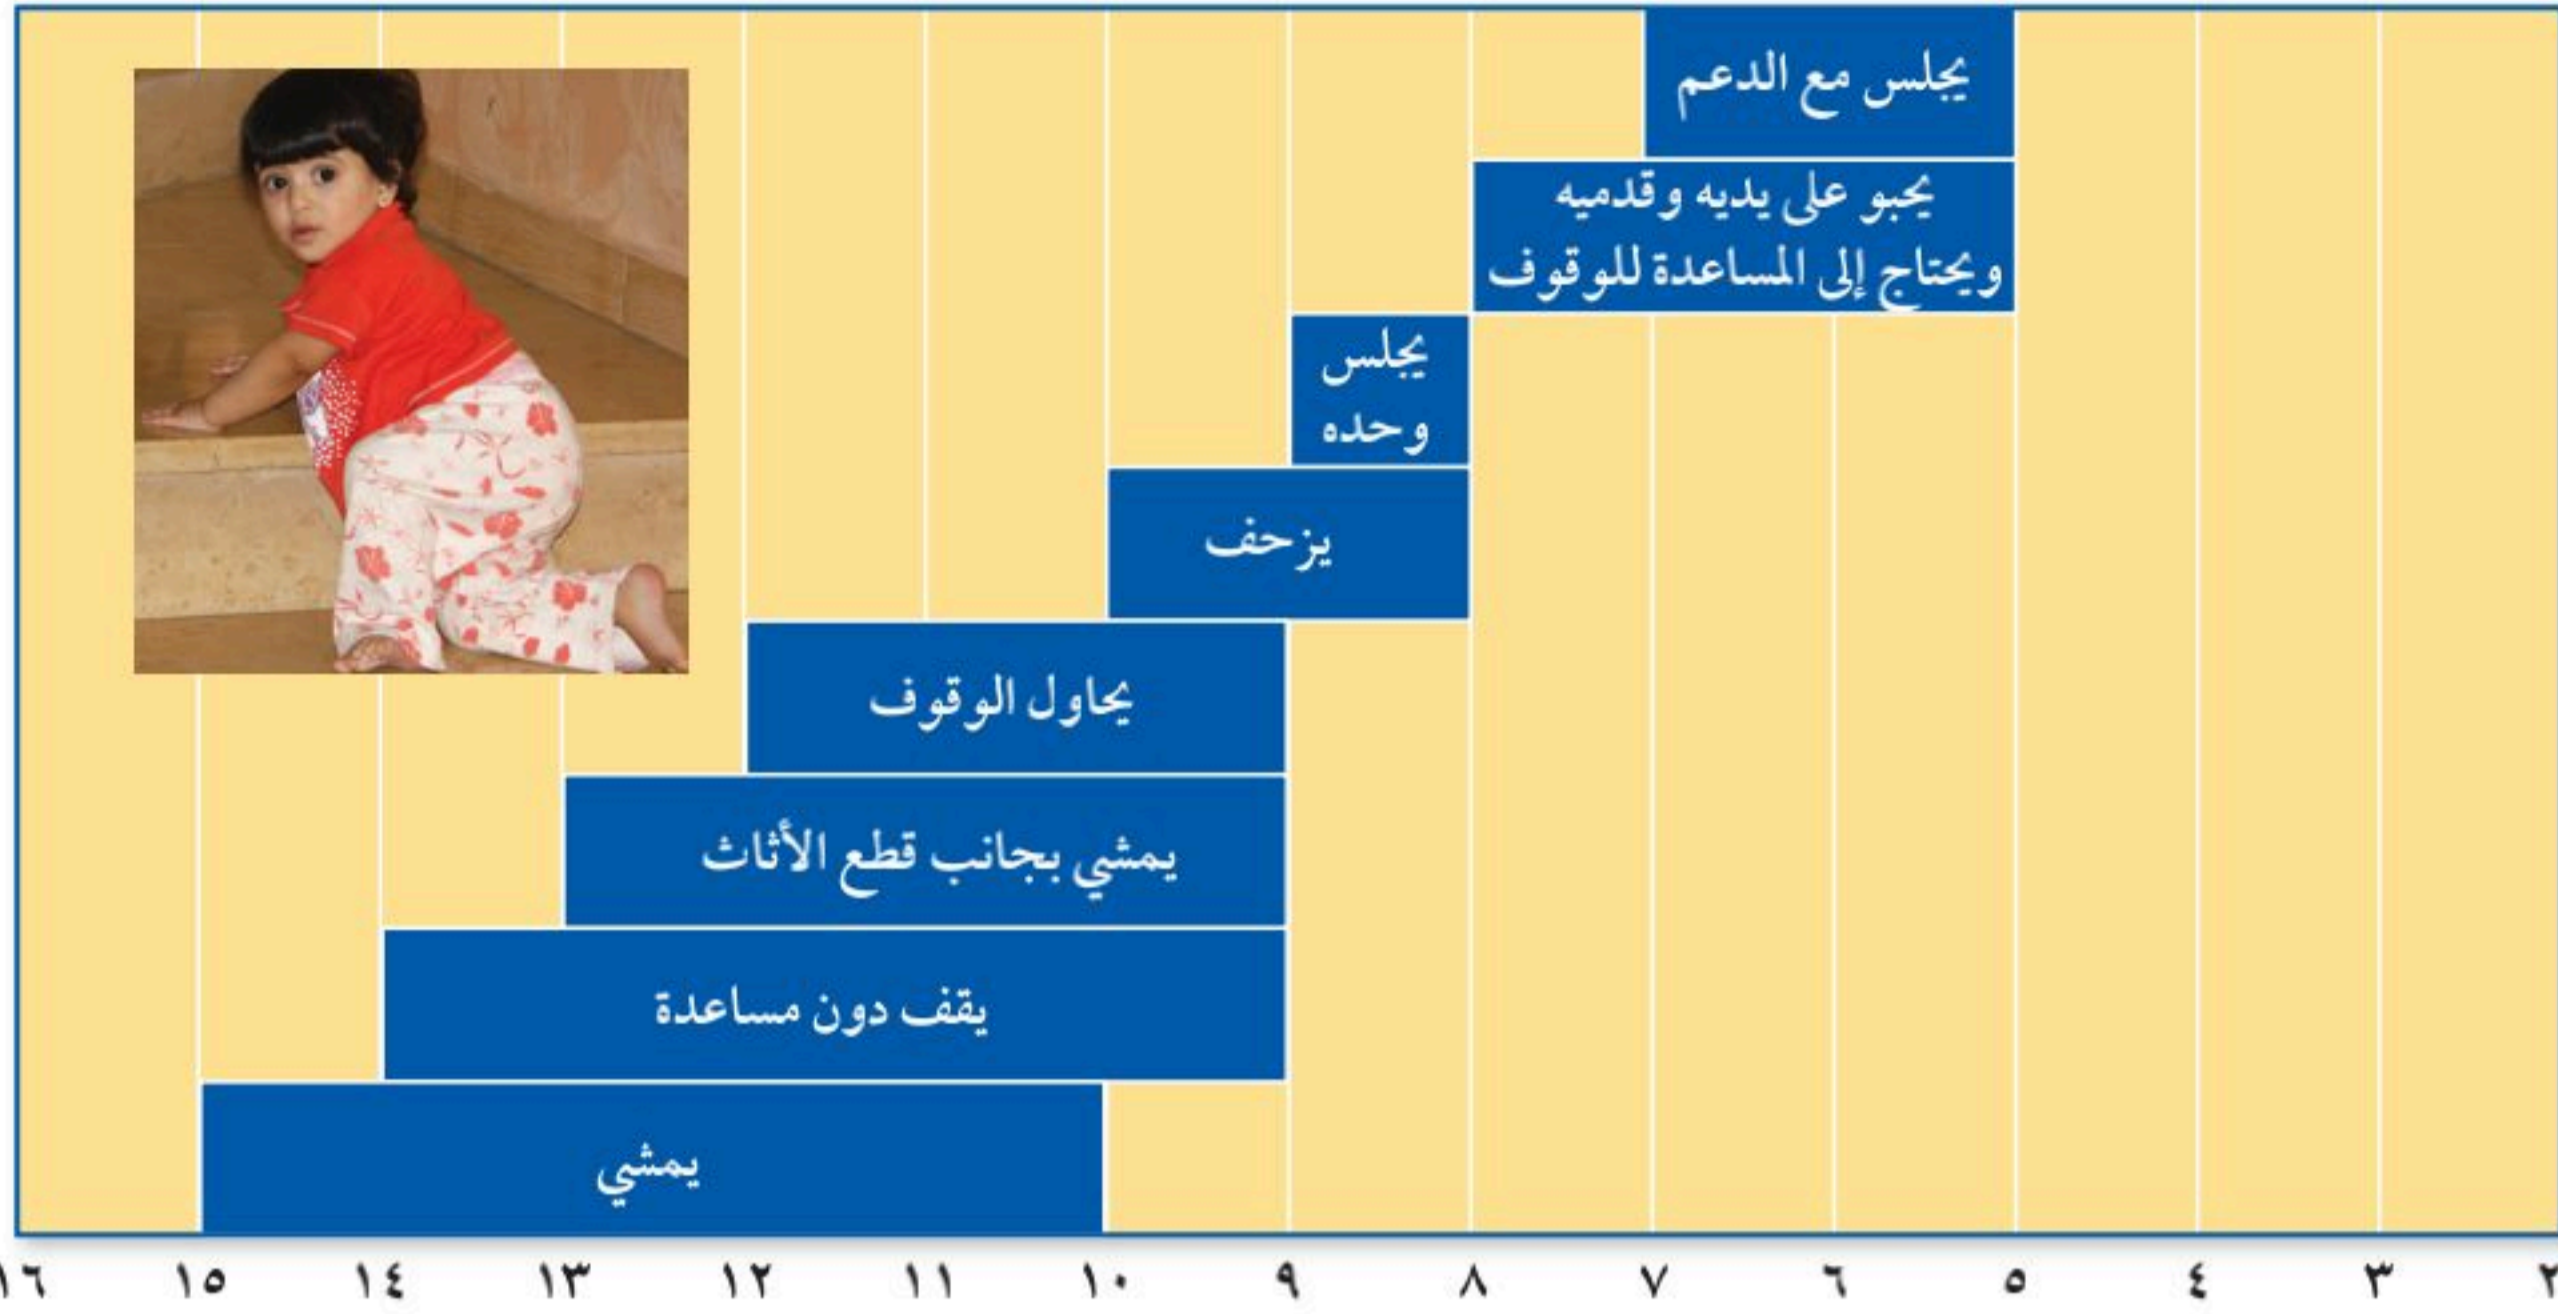 يجلس مع الدعم
يحبو على يديه وقدميه
ويحتاج إلى المساعدة للوقوف
يجلس
وحده
يزحف
يحاول الوقوف
يمشي بجانب قطع الأثاث
يقف دون مساعدة
يمشي
٢ ٣ ٤ ٥ ٦ ٧ ٨ ٩ ١٠ ١١ ١٢ ١٣ ١٤ ١٥ ١٦